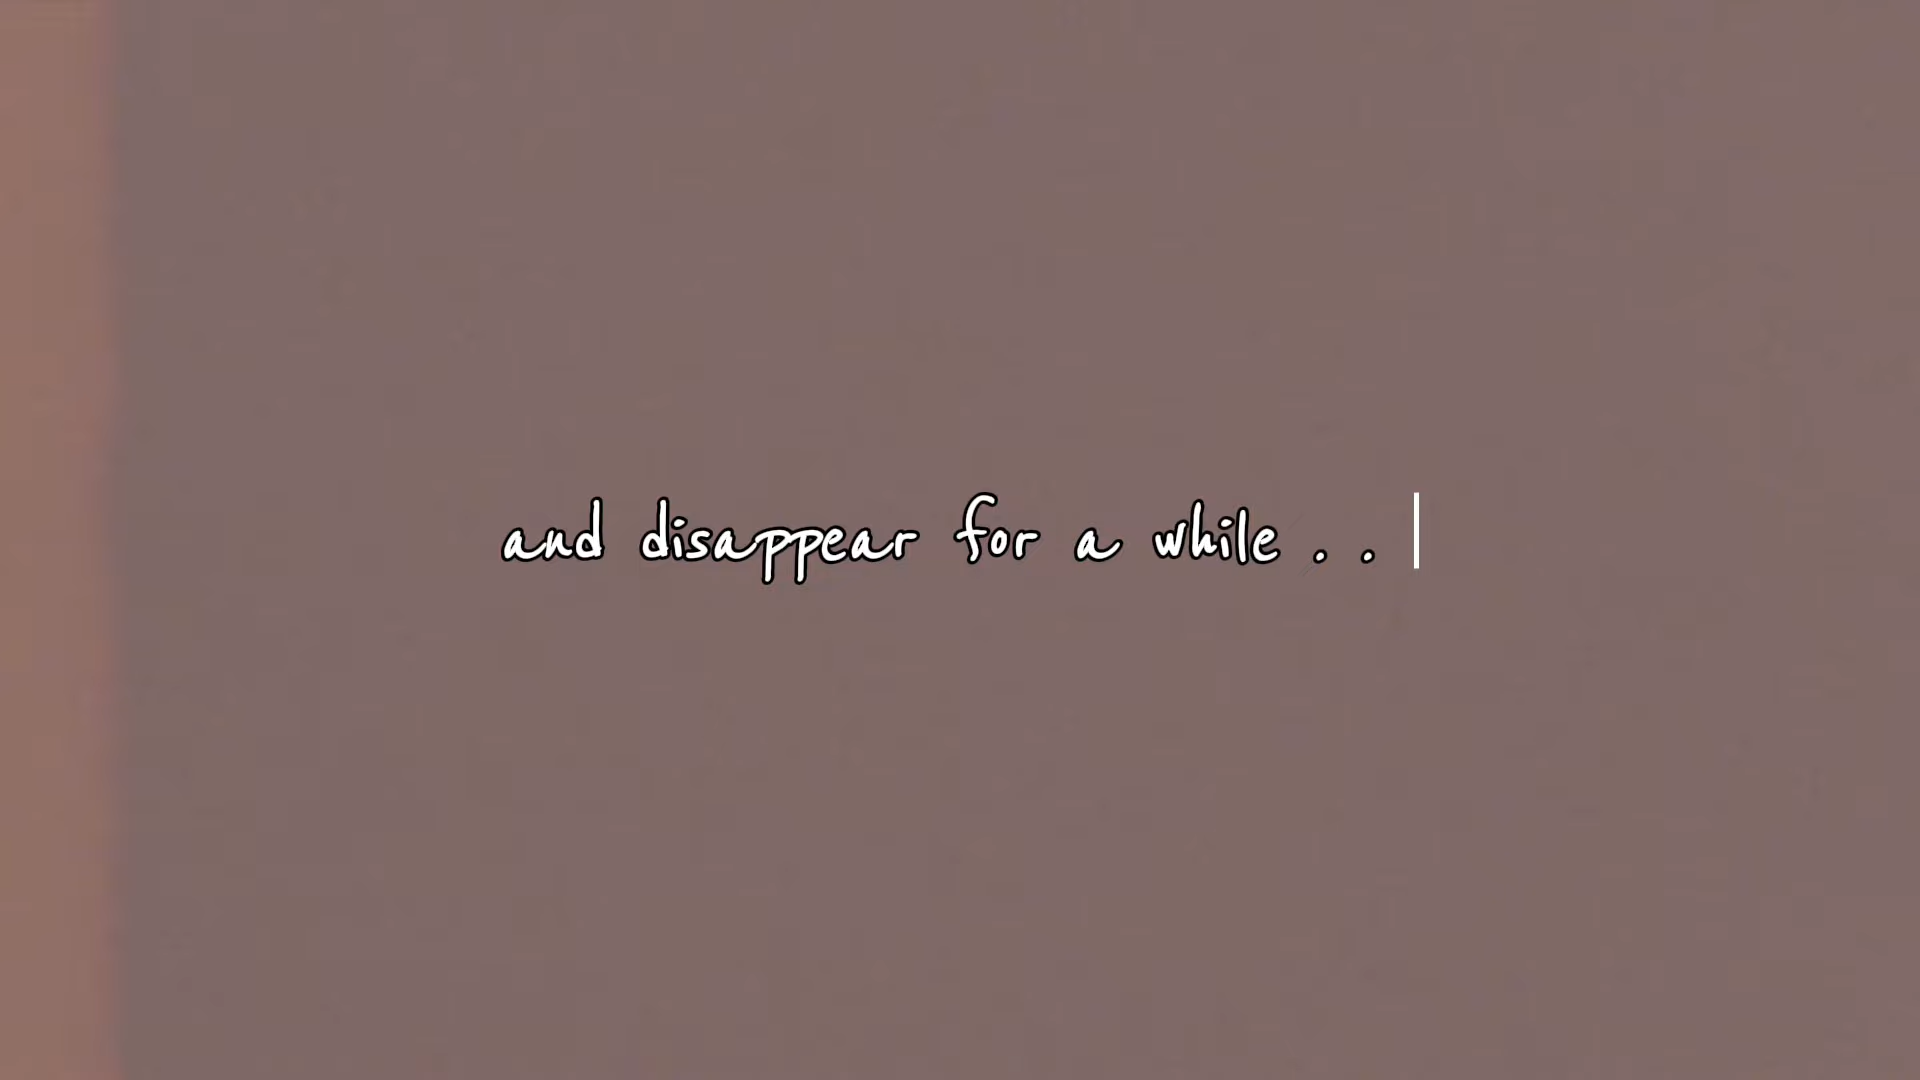 and disappear for a while . .